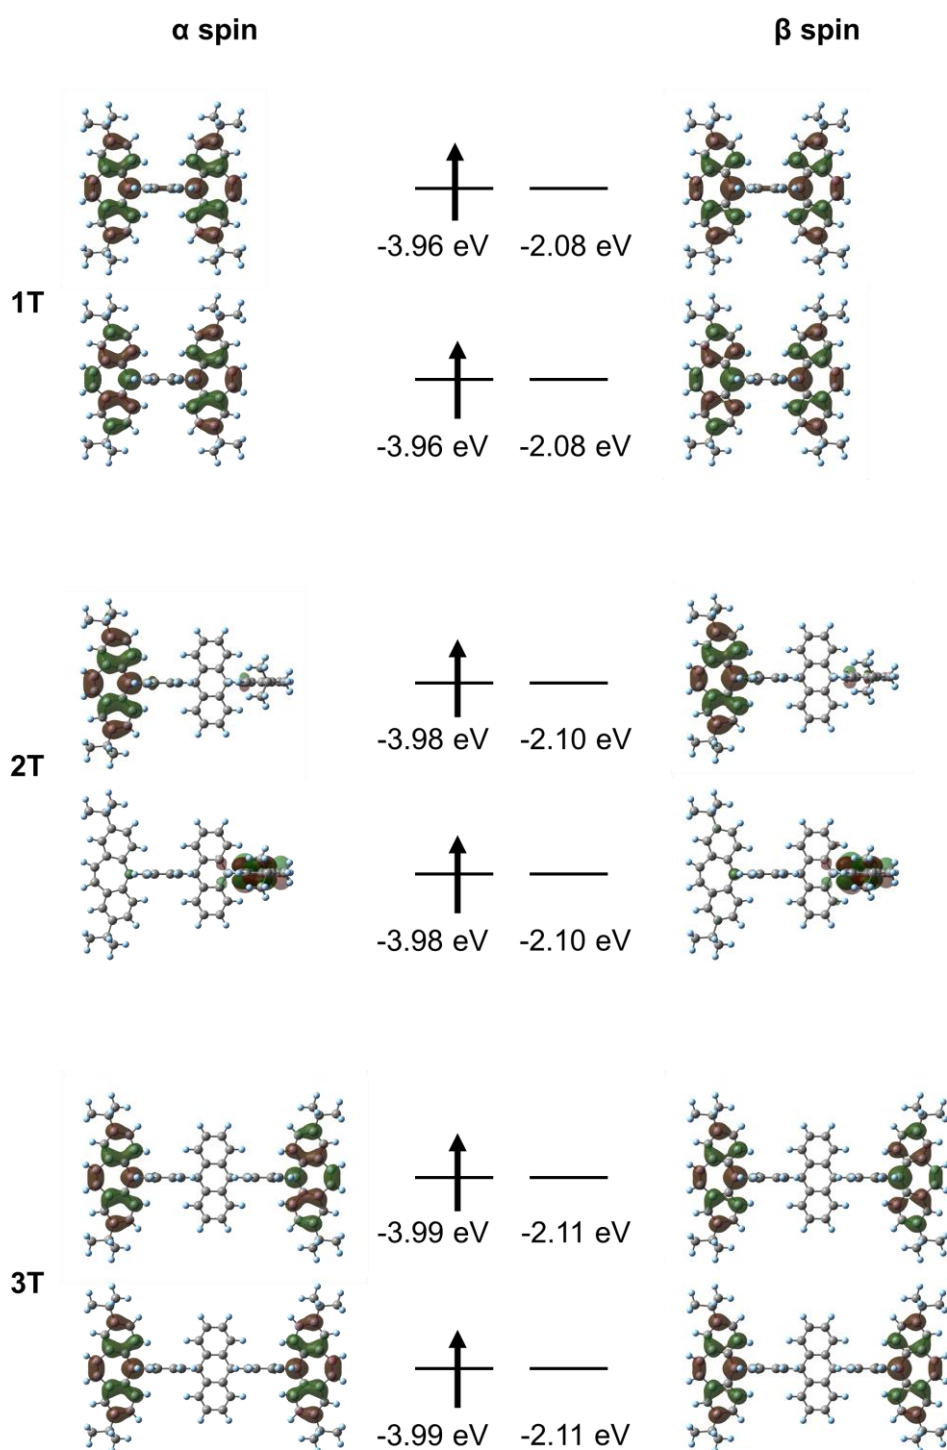 α spin β spin
-3.96 eV -2.08 eV
1T
-3.96 eV -2.08 eV
-3.98 eV -2.10 eV
2T
-3.98 eV -2.10 eV
-3.99 eV -2.11 eV
3T
-3.99 eV -2.11 eV